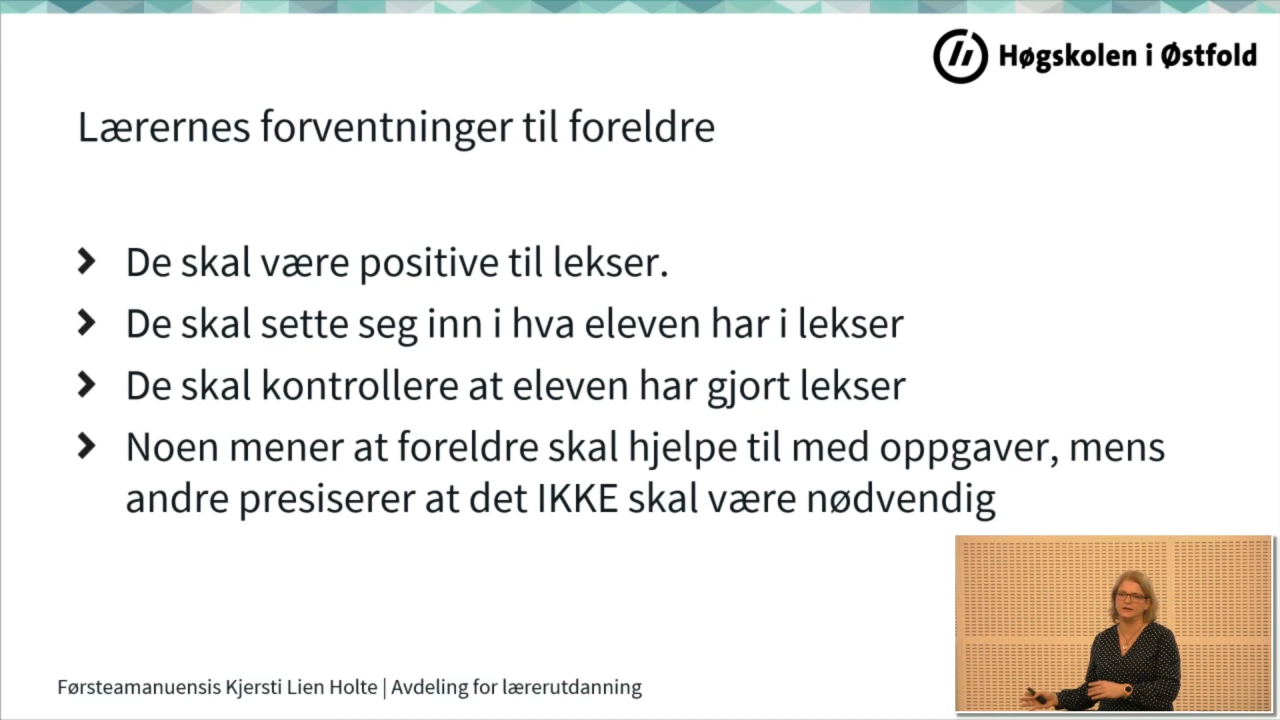 Høgskolen i Østfold
Lærernes forventninger til foreldre
De skal være positive til lekser.
De skal sette seg inn i hva eleven har i lekser
De skal kontrollere at eleven har gjort lekser
Noen mener at foreldre skal hjelpe til med oppgaver, mens
andre presiserer at det IKKE skal være nødvendig
Førsteamanuensis Kjersti Lien Holte | Avdeling for lærerutdanning